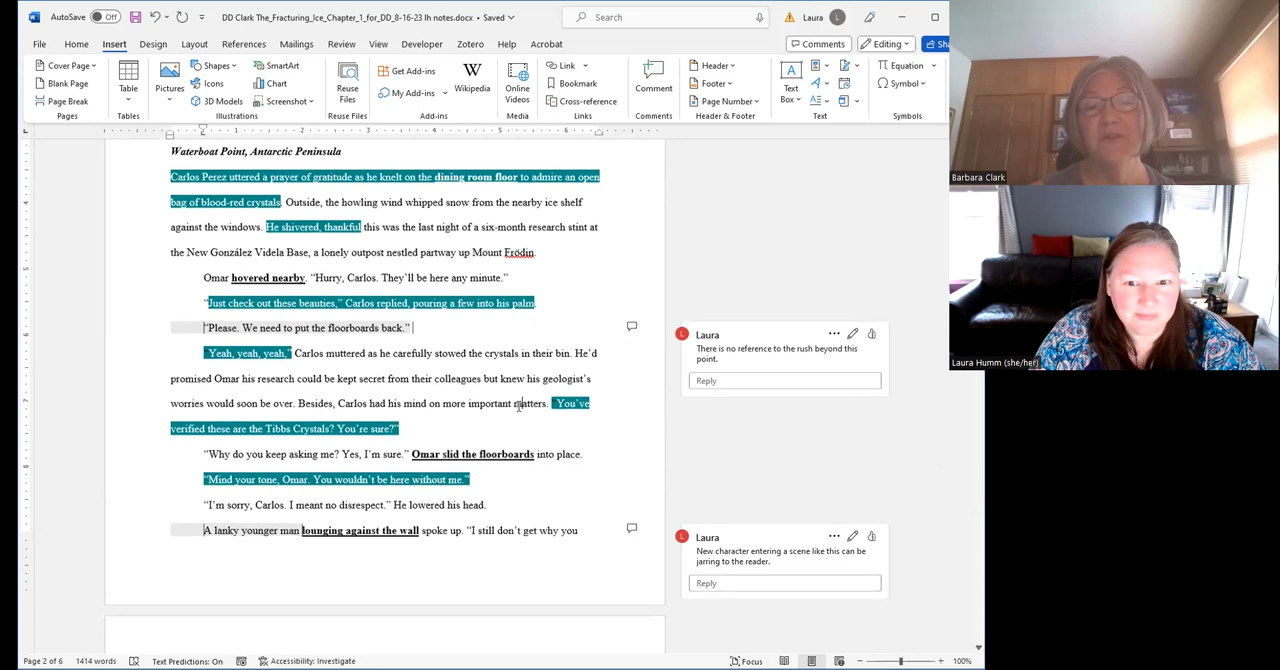 AutoSave Off DD Clark The_Fracturing_Ice_Chapter_1_for_DD_8-16-23 lh notes.docx • Saved Search Laura L
File Home Insert Design Layout References Mailings Review View Developer Zotero Help Acrobat Comments Editing Sha
Cover Page
Blank Page
Page Break
Pages
Table
Tables
Pictures
Shapes
Icons
3D Models
SmartArt
Chart
Screenshot
Illustrations
Reuse
Files
Reuse Files
Get Add-ins
My Add-ins
Wikipedia
Add-ins
Online
Videos
Media
Link
Bookmark
Cross-reference
Links
Comment
Comments
Header
Footer
Page Number
Header & Footer
Text
Box
Text
Equation
Symbol
Symbols
Waterboat Point, Antarctic Peninsula
Carlos Perez uttered a prayer of gratitude as he knelt on the dining room floor to admire an open
bag of blood-red crystals. Outside, the howling wind whipped snow from the nearby ice shelf
against the windows. He shivered, thankful this was the last night of a six-month research stint at
the New González Videla Base, a lonely outpost nestled partway up Mount Frödin.
Omar hovered nearby. “Hurry, Carlos. They’ll be here any minute.”
“Just check out these beauties,” Carlos replied, pouring a few into his palm.
“Please. We need to put the floorboards back.”
“Yeah, yeah, yeah,” Carlos muttered as he carefully stowed the crystals in their bin. He’d
promised Omar his research could be kept secret from their colleagues but knew his geologist’s
worries would soon be over. Besides, Carlos had his mind on more important matters. “You’ve
verified these are the Tibbs Crystals? You’re sure?”
“Why do you keep asking me? Yes, I’m sure.” Omar slid the floorboards into place.
“Mind your tone, Omar. You wouldn’t be here without me.”
“I’m sorry, Carlos. I meant no disrespect.” He lowered his head.
A lanky younger man lounging against the wall spoke up. “I still don’t get why you
L Laura
There is no reference to the rush beyond this
point.
Reply
L Laura
New character entering a scene like this can be
jarring to the reader.
Reply
Barbara Clark
Laura Humm (she/her)
Page 2 of 6 1414 words Text Predictions: On Accessibility: Investigate Focus 100%